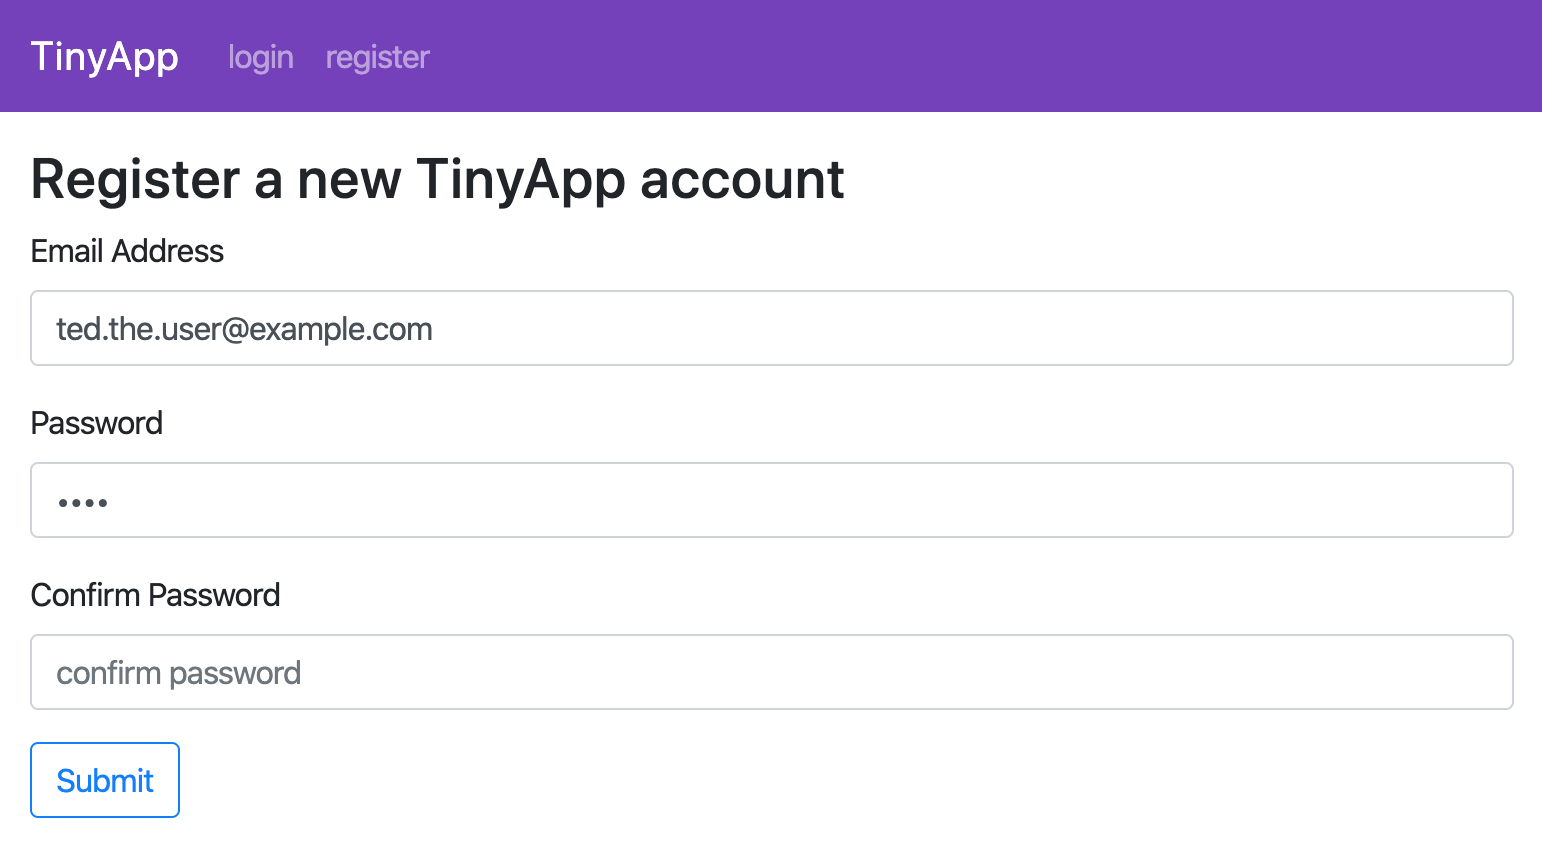 TinyApp login register
Register a new TinyApp account
Email Address
ted.the.user@example.com
Password
••••
Confirm Password
confirm password
Submit